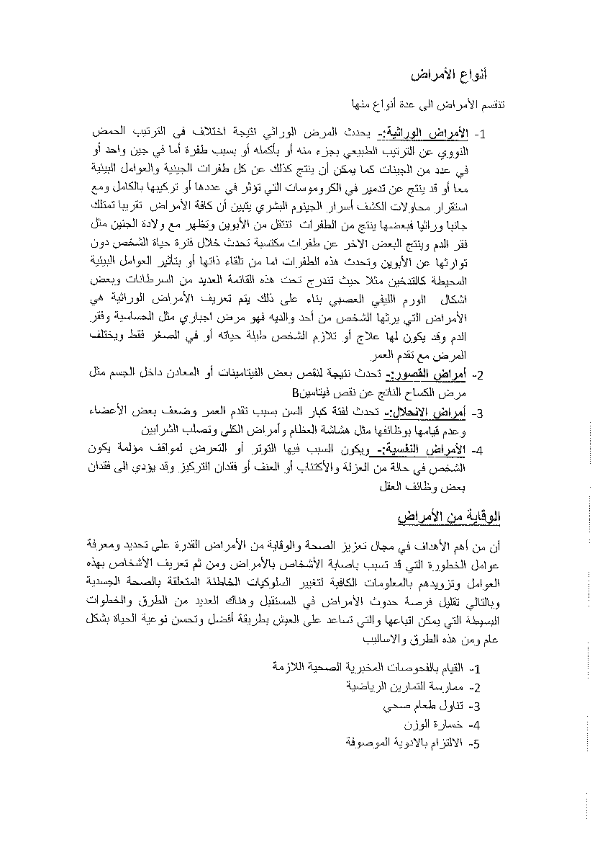 أنواع الأمراض
تنقسم الأمراض الى عدة أنواع منها
1- الأمراض الوراثية:- يحدث المرض الوراثي نتيجة اختلاف في الترتيب الحمض
النووي عن الترتيب الطبيعي بجزء منه أو بأكمله أو بسبب طفرة أما في جين واحد أو
في عدد من الجينات كما يمكن أن ينتج كذلك عن كل طفرات الجينية والعوامل البيئية
معا أو قد ينتج عن تدمير في الكروموسات التي تؤثر في عددها أو تركيبها بالكامل ومع
استقرار محاولات الكشف أسرار الجينوم البشري يتبين أن كافة الأمراض تقريبا تمتلك
جانبا وراثيا فبعضها ينتج من الطفرات تنتقل من الأبوين وتظهر مع ولادة الجنين مثل
فقر الدم وينتج البعض الاخر عن طفرات مكتسبة تحدث خلال فترة حياة الشخص دون
توارثها عن الأبوين وتحدث هذه الطفرات اما من تلقاء ذاتها أو بتأثير العوامل البيئية
المحيطة كالتدخين مثلا حيث تندرج تحت هذه القائمة العديد من السرطانات وبعض
اشكال الورم الليفي العصبي بناء على ذلك يتم تعريف الأمراض الوراثية هي
الأمراض التي يرثها الشخص من أحد والديه فهو مرض اجباري مثل الحساسية وفقر
الدم وقد يكون لها علاج أو تلازم الشخص طيلة حياته أو في الصغر فقط ويختلف
المرض مع تقدم العمر
2- أمراض القصور:- تحدث نتيجة لنقص بعض الفيتامينات أو المعادن داخل الجسم مثل
مرض الكساح الناتج عن نقص فيتامينB
3- أمراض الانحلال:- تحدث لفئة كبار السن بسبب تقدم العمر وضعف بعض الأعضاء
وعدم قيامها بوظائفها مثل هشاشة العظام وأمراض الكلى وتصلب الشرايين
4- الأمراض النفسية:- ويكون السبب فيها التوتر أو التعرض لمواقف مؤلمة يكون
الشخص في حالة من العزلة والأكتئاب أو العنف أو فقدان التركيز وقد يؤدي الى فقدان
بعض وظائف العقل
الوقاية من الأمراض
أن من أهم الأهداف في مجال تعزيز الصحة والوقاية من الأمراض القدرة على تحديد ومعرفة
عوامل الخطورة التي قد تسبب باصابة الأشخاص بالأمراض ومن ثم تعريف الأشخاص بهذه
العوامل وتزويدهم بالمعلومات الكافية لتغيير السلوكيات الخاطئة المتعلقة بالصحة الجسدية
وبالتالي تقليل فرصة حدوث الأمراض في المستقبل وهناك العديد من الطرق والخطوات
البسيطة التي يمكن اتباعها والتي تساعد على العيش بطريقة أفضل وتحسن نوعية الحياة بشكل
عام ومن هذه الطرق والاساليب
1- القيام بالفحوصات المخبرية الصحية اللازمة
2- ممارسة التمارين الرياضية
3- تناول طعام صحي
4- خسارة الوزن
5- الالتزام بالادوية الموصوفة